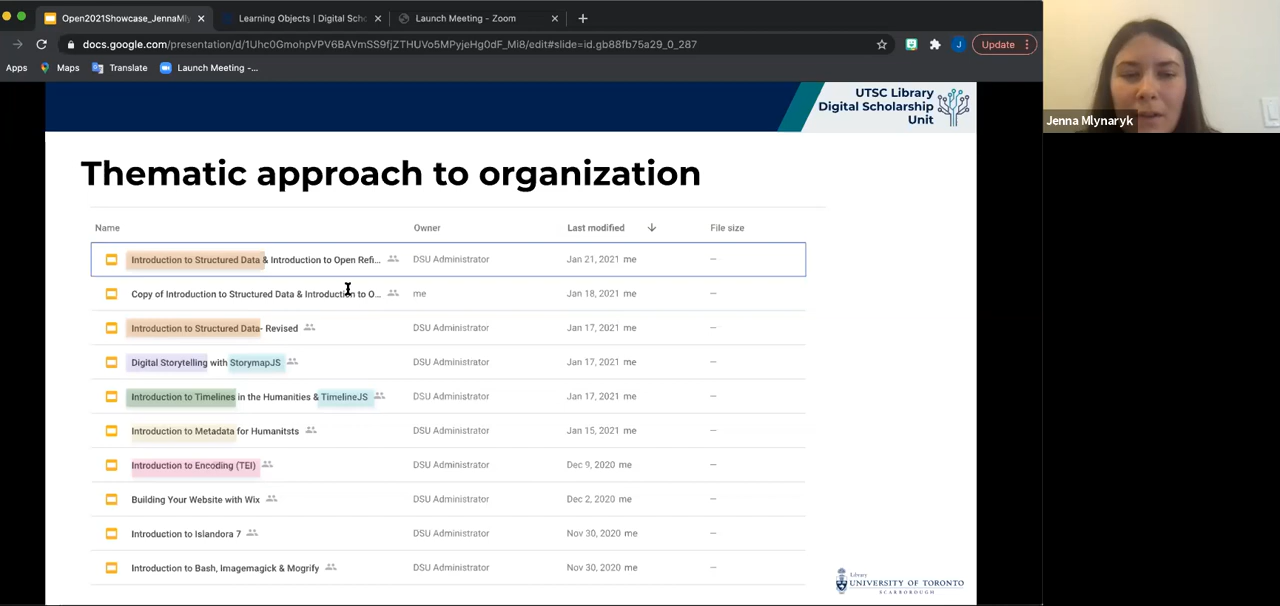 Open2021Showcase_JennaMly
Learning Objects | Digital Scho
Launch Meeting - Zoom
docs.google.com/presentation/d/1Uhc0GmohpVPV6BAVmSS9fjZTHUVo5MPyjeHg0dF_Mi8/edit#slide=id.gb88fb75a29_0_287
J
Update
Apps Maps Translate Launch Meeting -...
UTSC Library
Digital Scholarship
Unit
Jenna Mlynaryk
Thematic approach to organization
Name Owner Last modified File size
Introduction to Structured Data & Introduction to Open Refi... DSU Administrator Jan 21, 2021 me –
Copy of Introduction to Structured Data & Introduction to O... me Jan 18, 2021 me –
Introduction to Structured Data- Revised DSU Administrator Jan 17, 2021 me –
Digital Storytelling with StorymapJS DSU Administrator Jan 17, 2021 me –
Introduction to Timelines in the Humanities & TimelineJS DSU Administrator Jan 17, 2021 me –
Introduction to Metadata for Humanitsts DSU Administrator Jan 15, 2021 me –
Introduction to Encoding (TEI) DSU Administrator Dec 9, 2020 me –
Building Your Website with Wix DSU Administrator Dec 2, 2020 me –
Introduction to Islandora 7 DSU Administrator Nov 30, 2020 me –
Introduction to Bash, Imagemagick & Mogrify DSU Administrator Nov 30, 2020 me –
Library
UNIVERSITY OF TORONTO
SCARBOROUGH